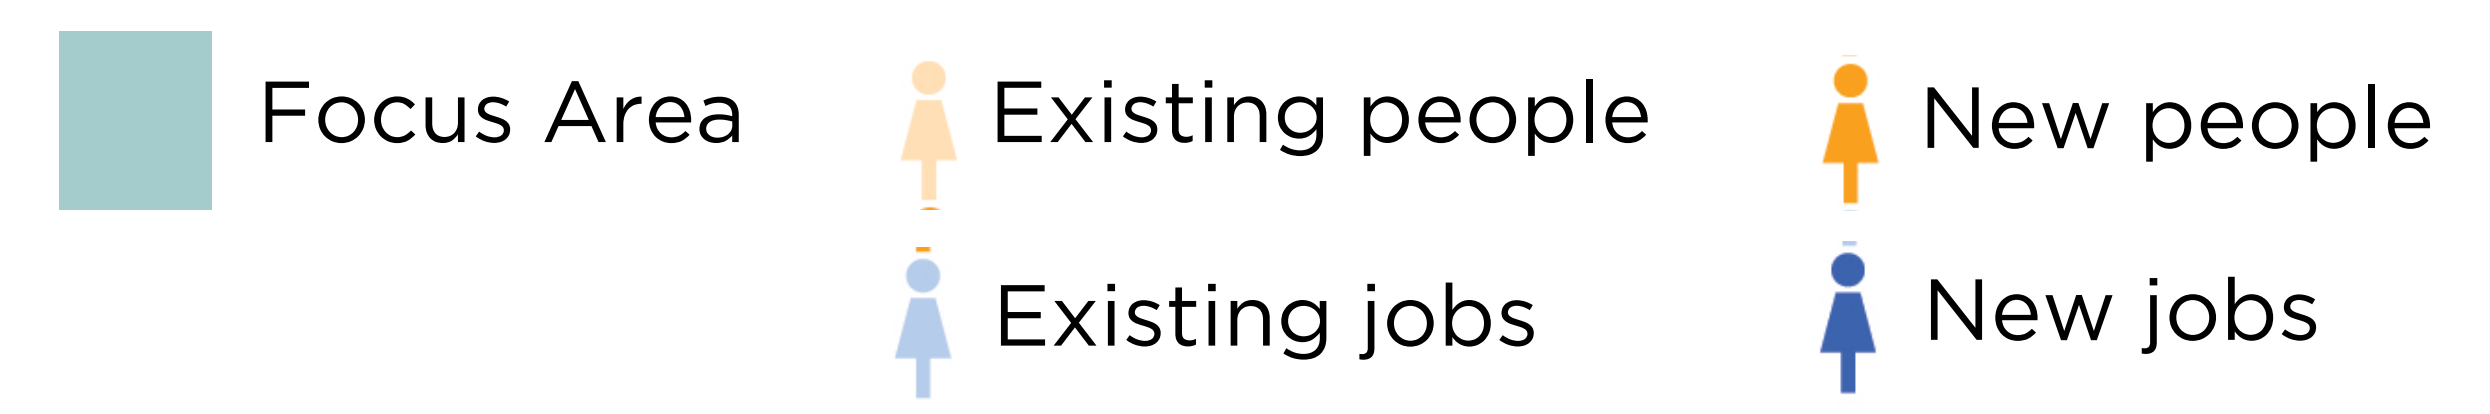 Focus Area
Existing people
New people
Existing jobs
New jobs